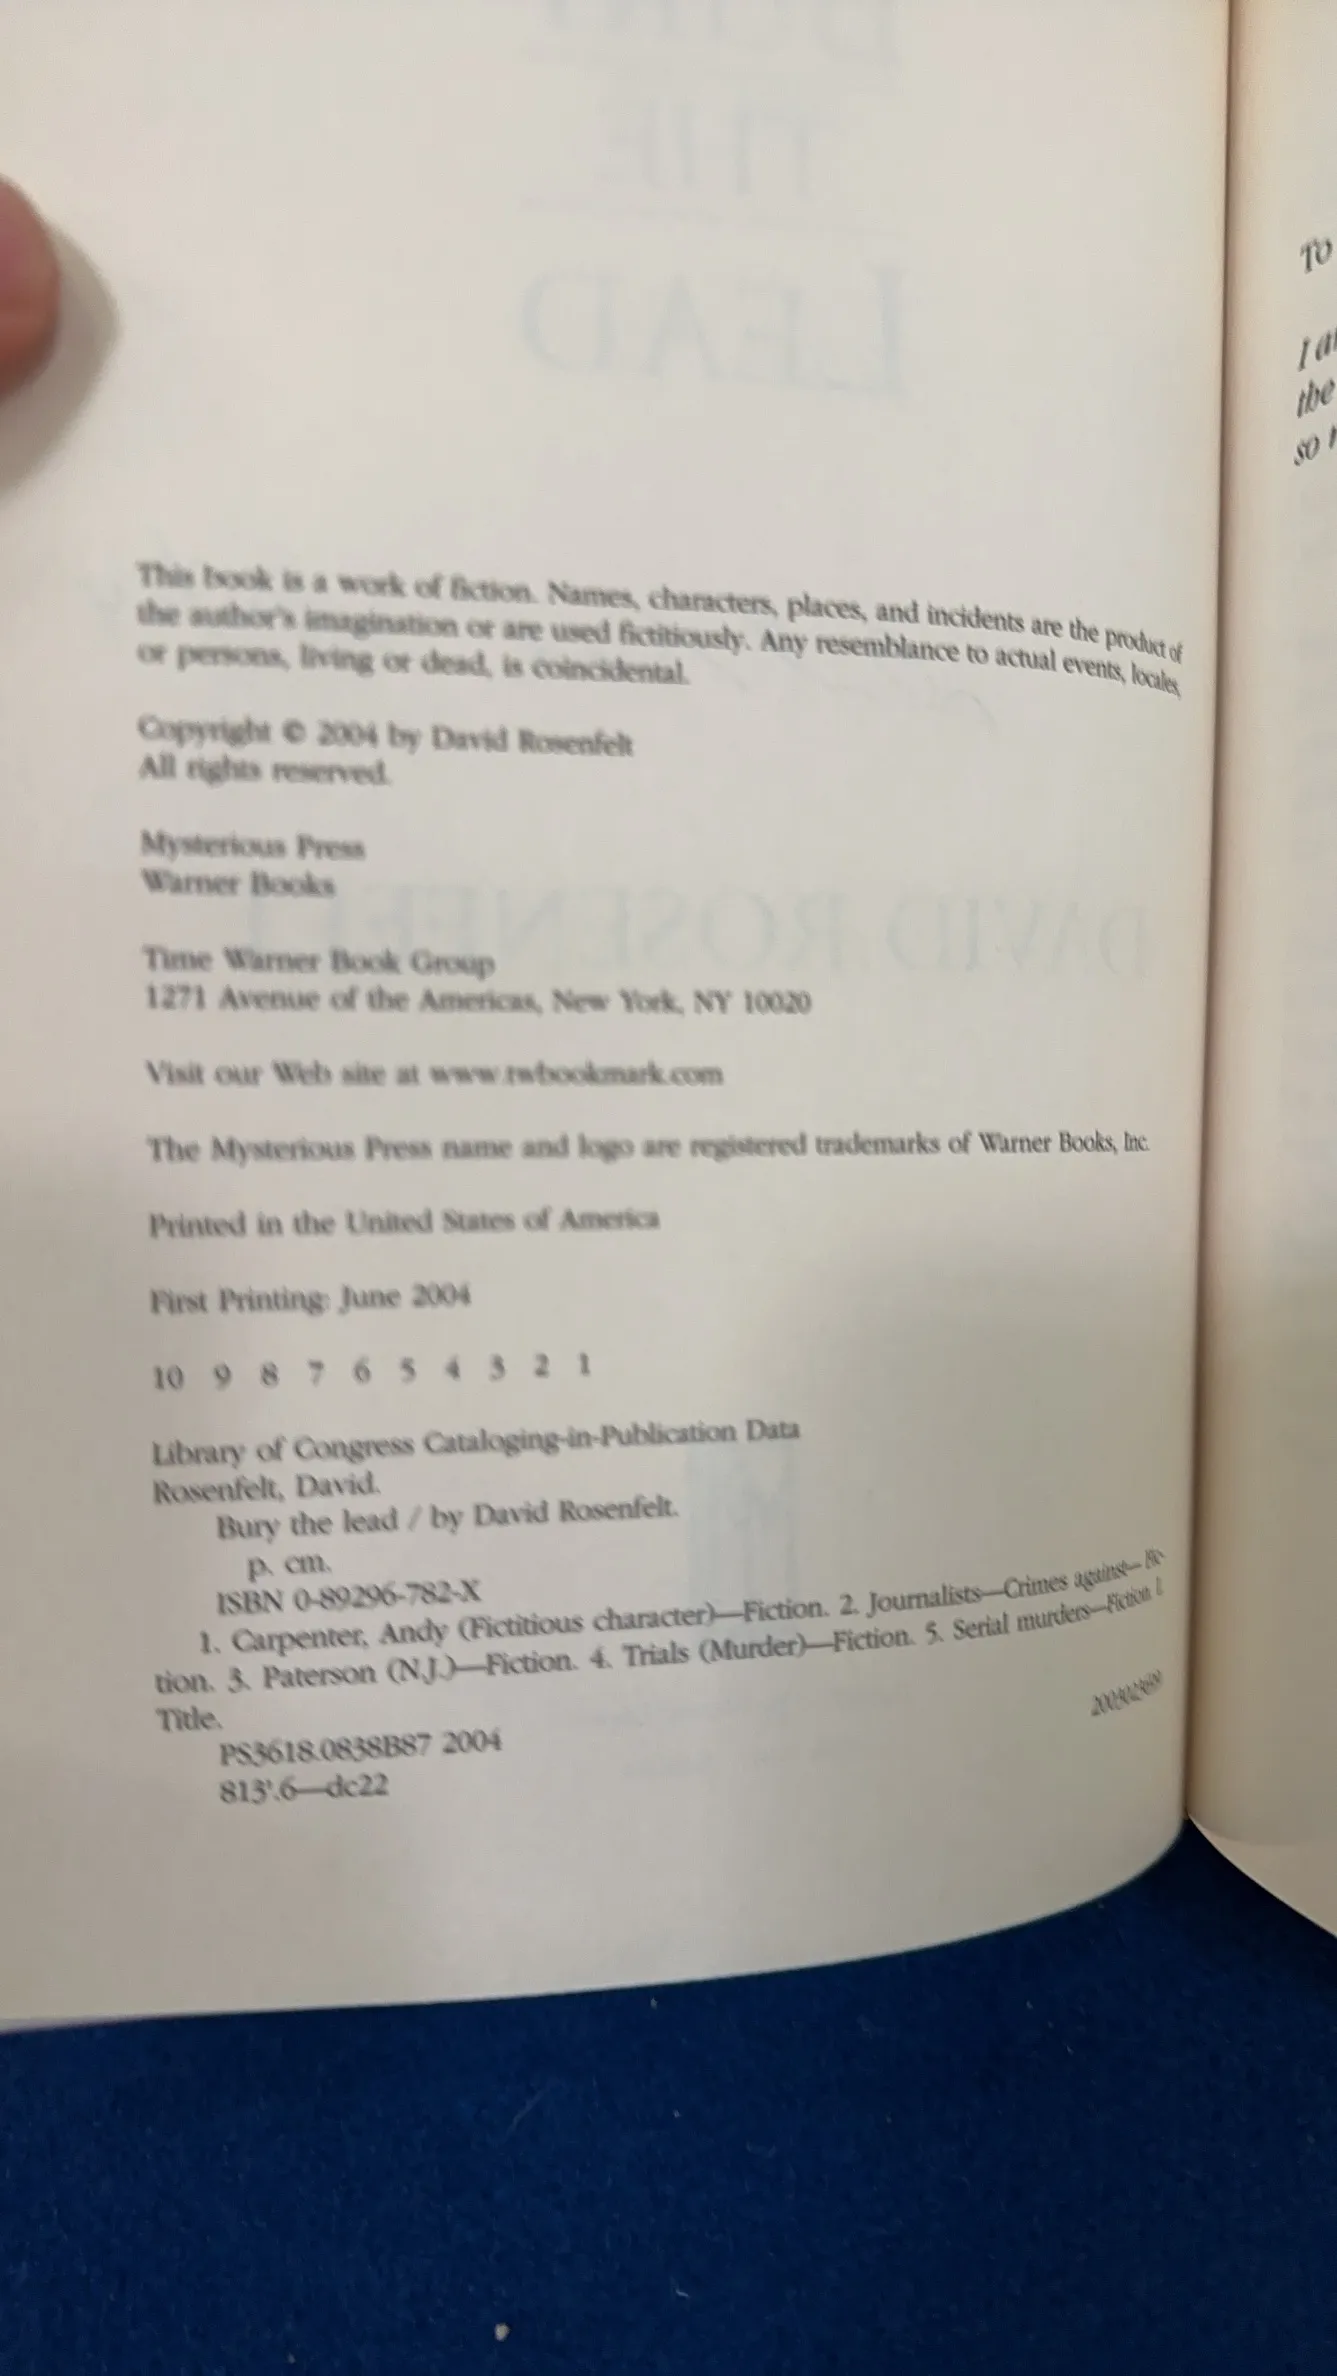 This book is a work of fiction. Names, characters, places, and incidents are the product of
the author's imagination or are used fictitiously. Any resemblance to actual events, locales,
or persons, living or dead, is coincidental.
Copyright © 2004 by David Rosenfelt
All rights reserved.
Mysterious Press
Warner Books
Time Warner Book Group
1271 Avenue of the Americas, New York, NY 10020
Visit our Web site at www.twbookmark.com
The Mysterious Press name and logo are registered trademarks of Warner Books, Inc.
Printed in the United States of America
First Printing: June 2004
10 9 8 7 6 5 4 3 2 1
Library of Congress Cataloging-in-Publication Data
Rosenfelt, David.
Bury the lead / by David Rosenfelt.
p. cm.
ISBN 0-89296-782-X
1. Carpenter, Andy (Fictitious character)—Fiction. 2. Journalists—Crimes against—Fic-
tion. 3. Paterson (N.J.)—Fiction. 4. Trials (Murder)—Fiction. 5. Serial murders—Fiction I.
Title.
PS3618.0838B87 2004
813'.6—dc22
To
I
the
so